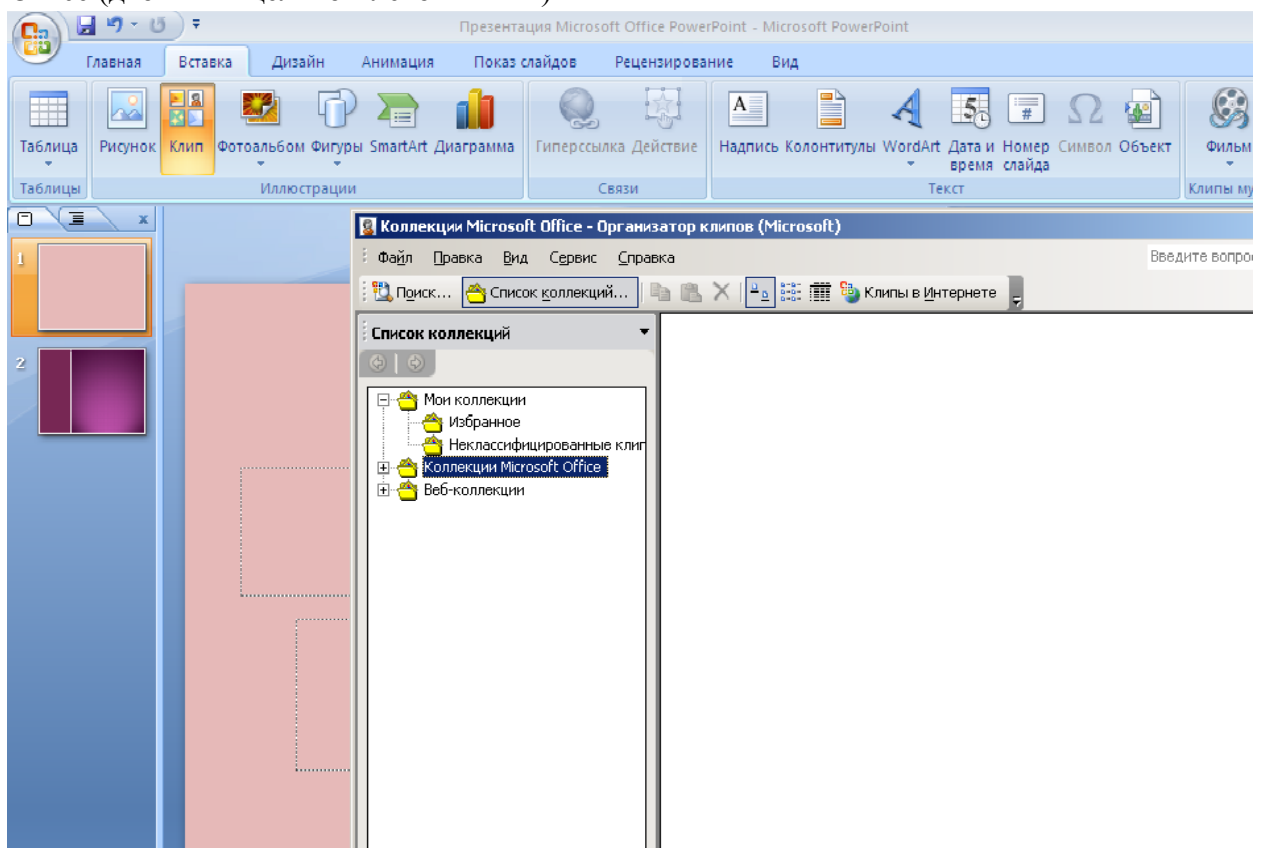 Презентация Microsoft Office PowerPoint - Microsoft PowerPoint
Главная Вставка Дизайн Анимация Показ слайдов Рецензирование Вид
Таблица Рисунок Клип Фотоальбом Фигуры SmartArt Диаграмма Гиперссылка Действие Надпись Колонтитулы WordArt Дата и время Номер слайда Символ Объект Фильм
Таблицы Иллюстрации Связи Текст Клипы му
Коллекции Microsoft Office - Организатор клипов (Microsoft)
Файл Правка Вид Сервис Справка Введите вопро
Поиск... Список коллекций... Клипы в Интернете
Список коллекций
1
Мои коллекции
Избранное
Неклассифицированные клип
Коллекции Microsoft Office
Веб-коллекции
2